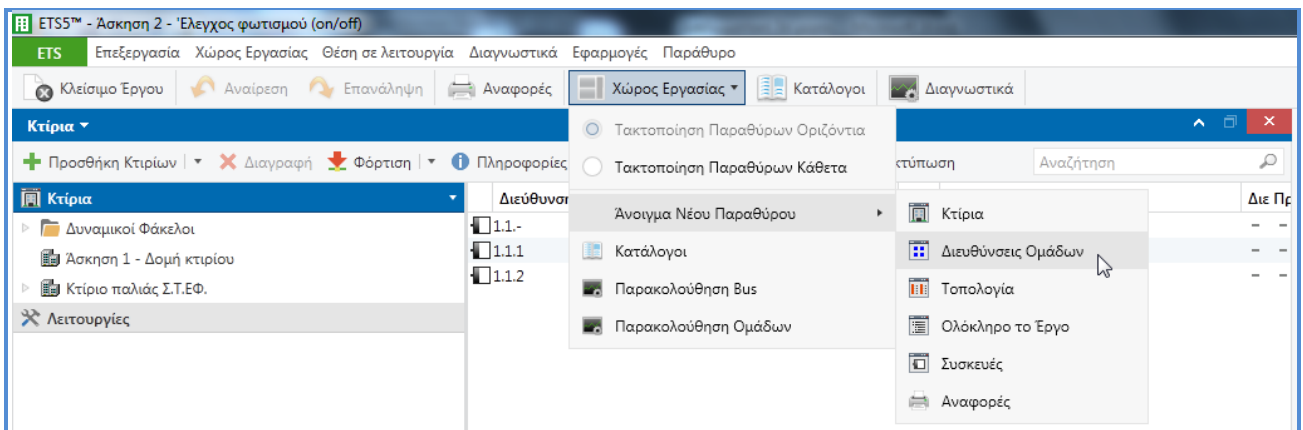 ETS5™ - Άσκηση 2 - 'Ελεγχος φωτισμού (on/off)
ETS Επεξεργασία Χώρος Εργασίας Θέση σε λειτουργία Διαγνωστικά Εφαρμογές Παράθυρο
Κλείσιμο Έργου Αναίρεση Επανάληψη Αναφορές Χώρος Εργασίας Κατάλογοι Διαγνωστικά
Κτίρια
Προσθήκη Κτιρίων Διαγραφή Φόρτιση Πληροφορίες Αναζήτηση
Τακτοποίηση Παραθύρων Οριζόντια
Τακτοποίηση Παραθύρων Κάθετα
Άνοιγμα Νέου Παραθύρου
Κατάλογοι
Παρακολούθηση Bus
Παρακολούθηση Ομάδων
Κτίρια
Διευθύνσεις Ομάδων
Τοπολογία
Ολόκληρο το Έργο
Συσκευές
Αναφορές
Κτίρια
Δυναμικοί Φάκελοι
Άσκηση 1 - Δομή κτιρίου
Κτίριο παλιάς Σ.Τ.ΕΦ.
Λειτουργίες
Διε
1.1.- – –
1.1.1 – –
1.1.2 – –